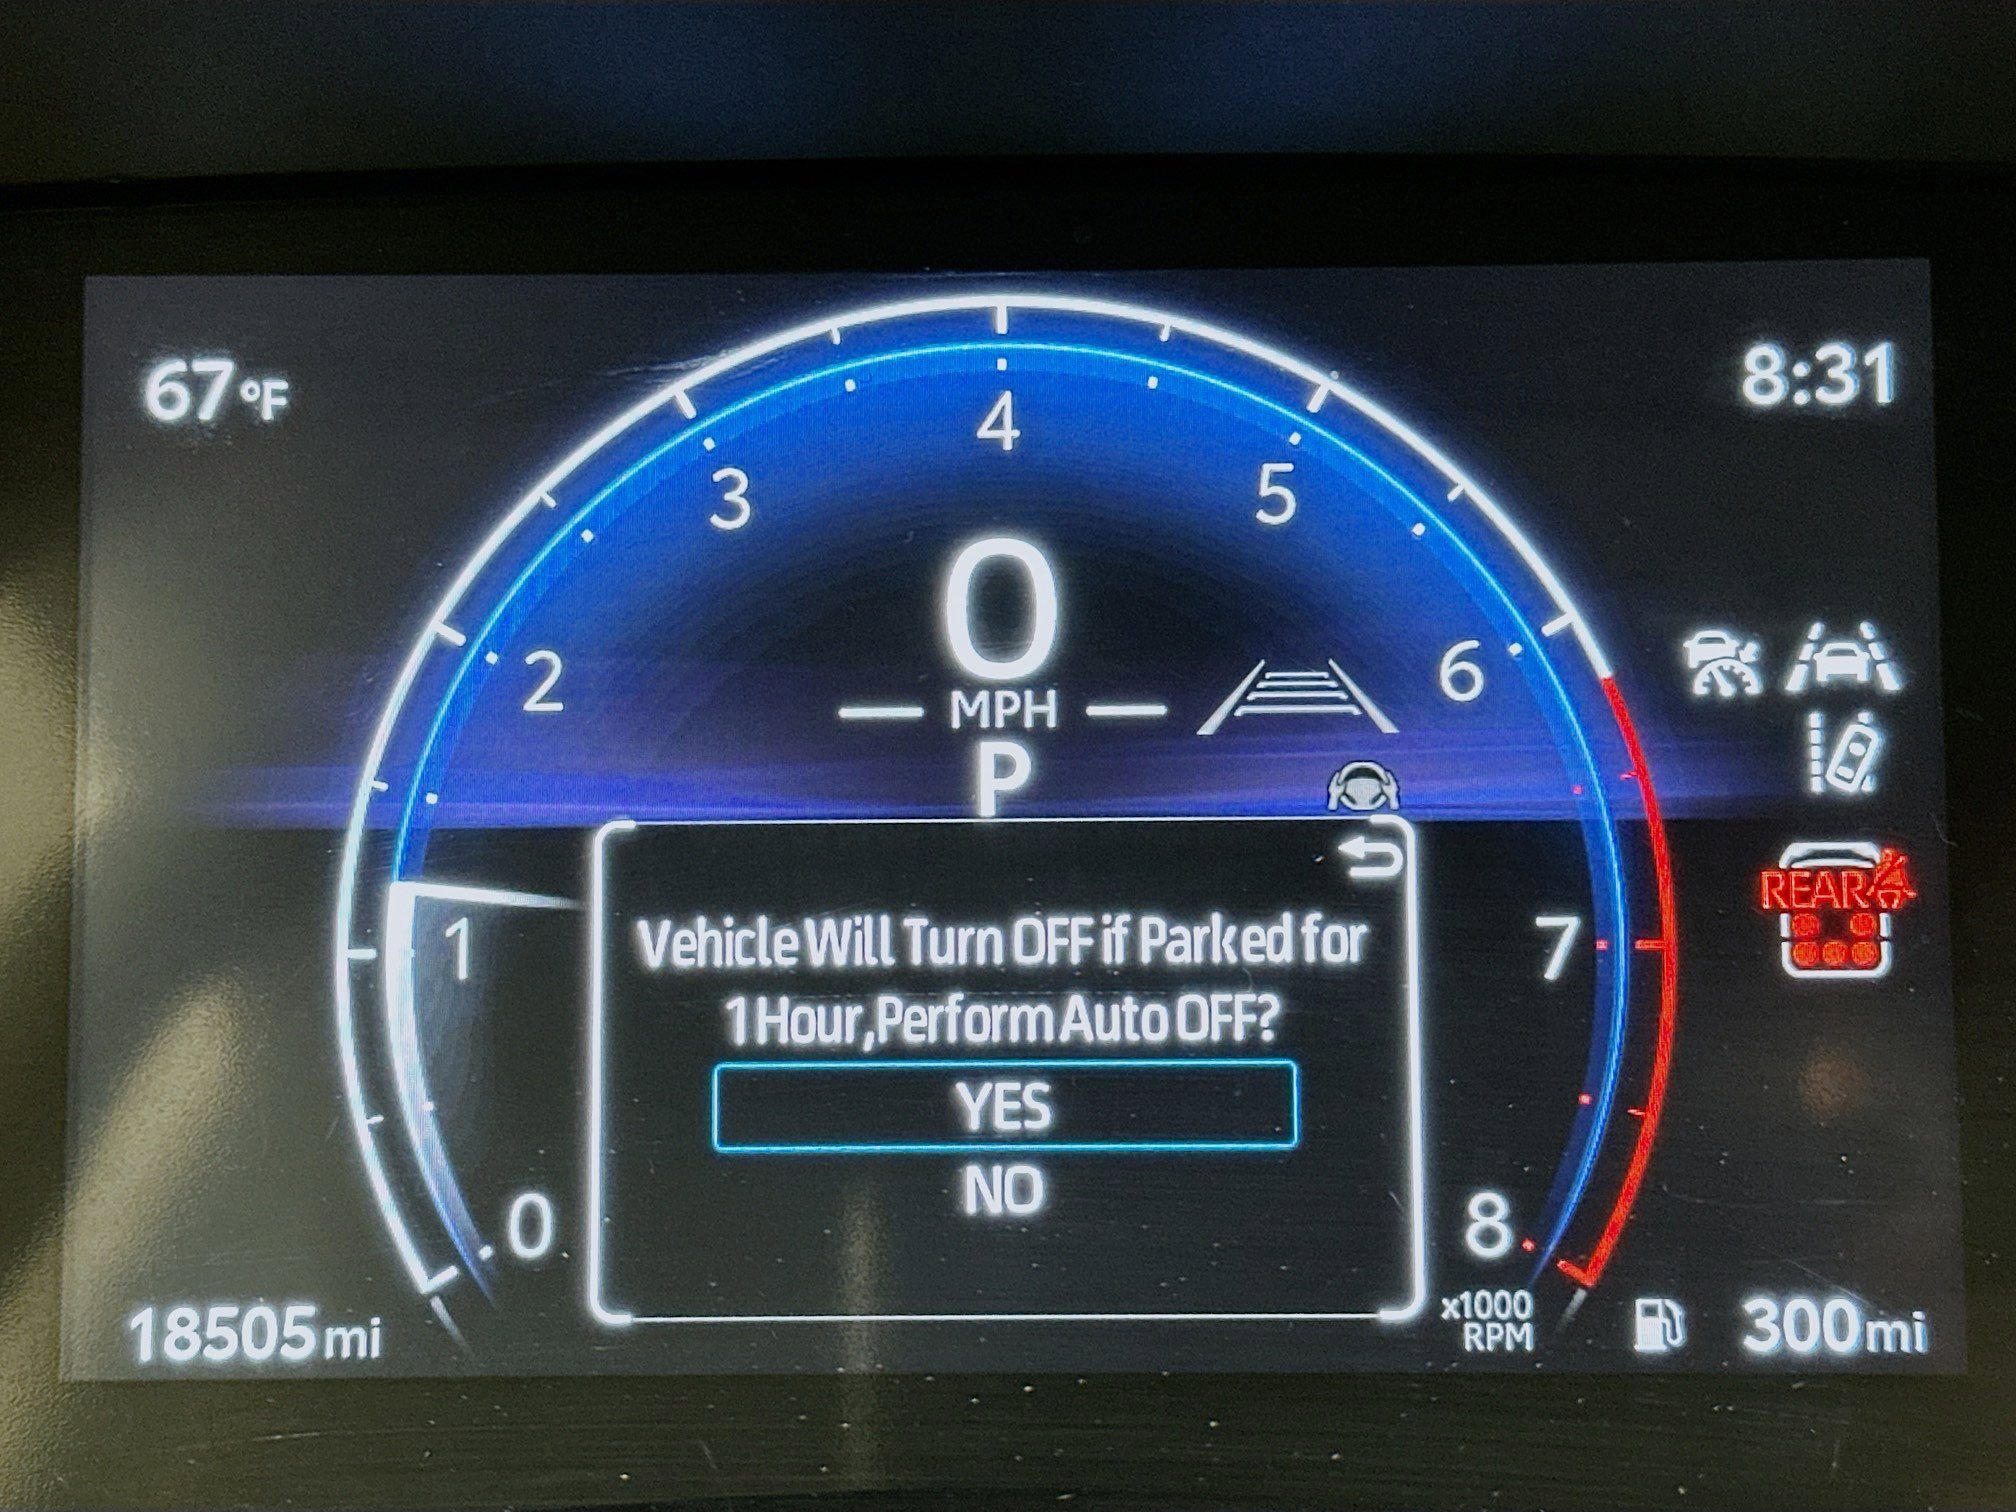 67°F
8:31
4
3
5
0
2
6
MPH
P
REAR
1
Vehicle Will Turn OFF if Parked for
7
1 Hour, Perform Auto OFF?
YES
NO
0
8
x1000
RPM
18505 mi
300 mi